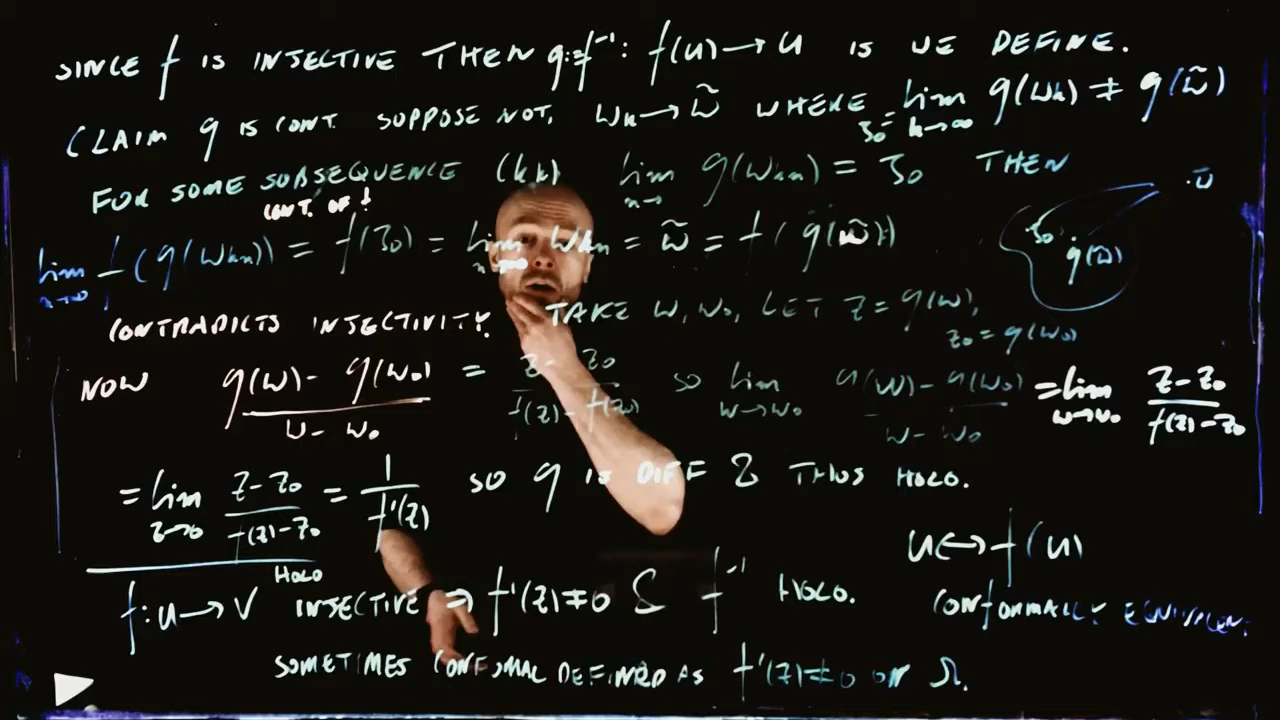 SINCE f IS INJECTIVE THEN g:=f⁻¹: f(U)→U IS WE DEFINE.
CLAIM g IS CONT. SUPPOSE NOT, Wk→w̃ WHERE z0= lim k→∞ g(Wk) ≠ g(w̃)
FOR SOME SUBSEQUENCE (kk) lim n→ g(Wkn) = z0 THEN
CONT. OF f
lim n→∞ f(g(Wkn)) = f(z0) = lim n→∞ Wkn = w̃ = f(g(w̃))
z0 g(w̃) w̃
CONTRADICTS INJECTIVITY. TAKE W, W0, LET Z = g(W),
Z0 = g(W0)
NOW g(W) - g(W0) / W - W0 = Z - Z0 / f(Z) - f(Z0) SO lim W→W0 g(W) - g(W0) / W - W0 = lim W→W0 Z - Z0 / f(Z) - Z0
= lim Z→Z0 Z - Z0 / f(Z) - Z0 = 1 / f'(Z) SO g IS DIFF & THUS HOLO.
HOLO
f: U→V INJECTIVE ⇒ f'(Z)≠0 & f⁻¹ HOLO.
U↔f(U)
CONFORMALLY EQUIVALENT
SOMETIMES CONFOMAL DEFINED AS f'(Z)≠0 ON Ω.